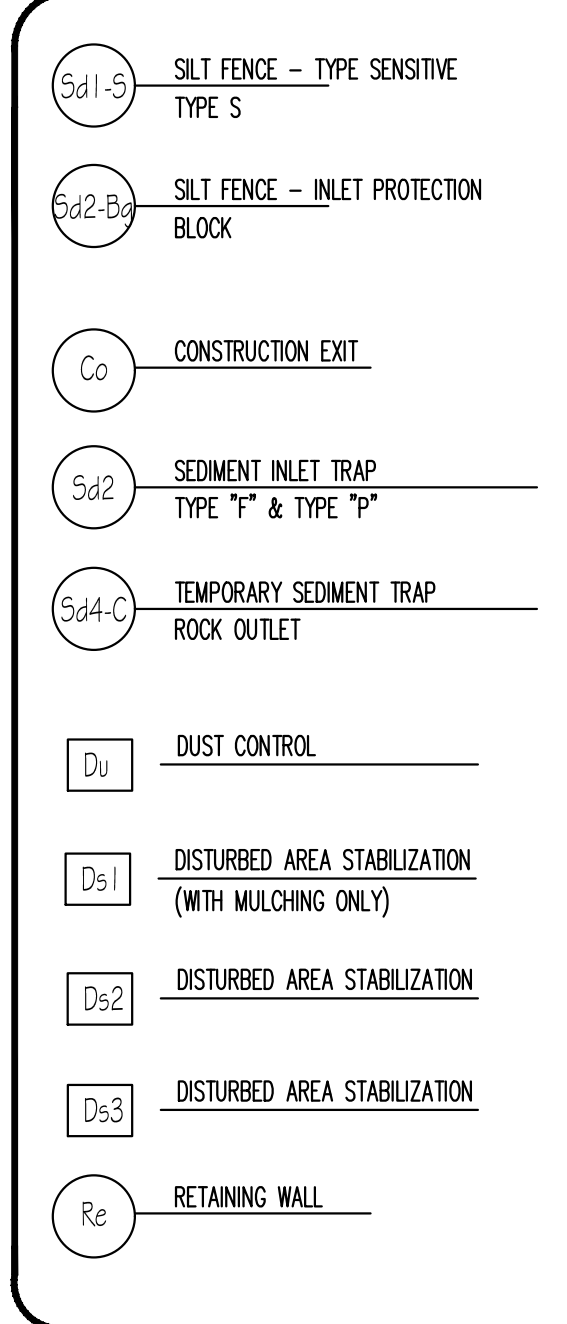 Sd1-S SILT FENCE – TYPE SENSITIVE
TYPE S
Sd2-Bg SILT FENCE – INLET PROTECTION
BLOCK
Co CONSTRUCTION EXIT
Sd2 SEDIMENT INLET TRAP
TYPE "F" & TYPE "P"
Sd4-C TEMPORARY SEDIMENT TRAP
ROCK OUTLET
Du DUST CONTROL
Ds1 DISTURBED AREA STABILIZATION
(WITH MULCHING ONLY)
Ds2 DISTURBED AREA STABILIZATION
Ds3 DISTURBED AREA STABILIZATION
Re RETAINING WALL